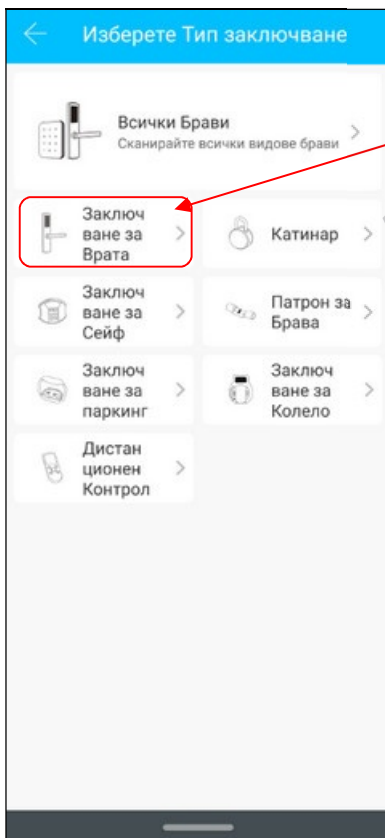 Изберете Тип заключване
Всички Брави
Сканирайте всички видове брави
Заключ
ване за
Врата
Катинар
Заключ
ване за
Сейф
Патрон за
Брава
Заключ
ване за
паркинг
Заключ
ване за
Колело
Дистан
ционен
Контрол